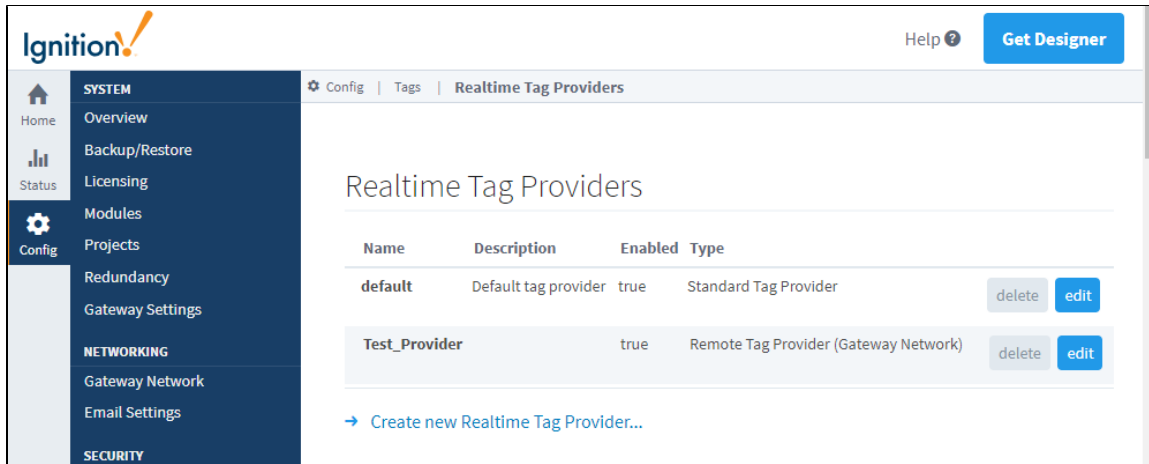 Ignition!
Help ?
Get Designer
Home
Status
Config
SYSTEM
Overview
Backup/Restore
Licensing
Modules
Projects
Redundancy
Gateway Settings
NETWORKING
Gateway Network
Email Settings
SECURITY
Config | Tags | Realtime Tag Providers
Realtime Tag Providers
Name Description Enabled Type
default Default tag provider true Standard Tag Provider delete edit
Test_Provider true Remote Tag Provider (Gateway Network) delete edit
→ Create new Realtime Tag Provider...